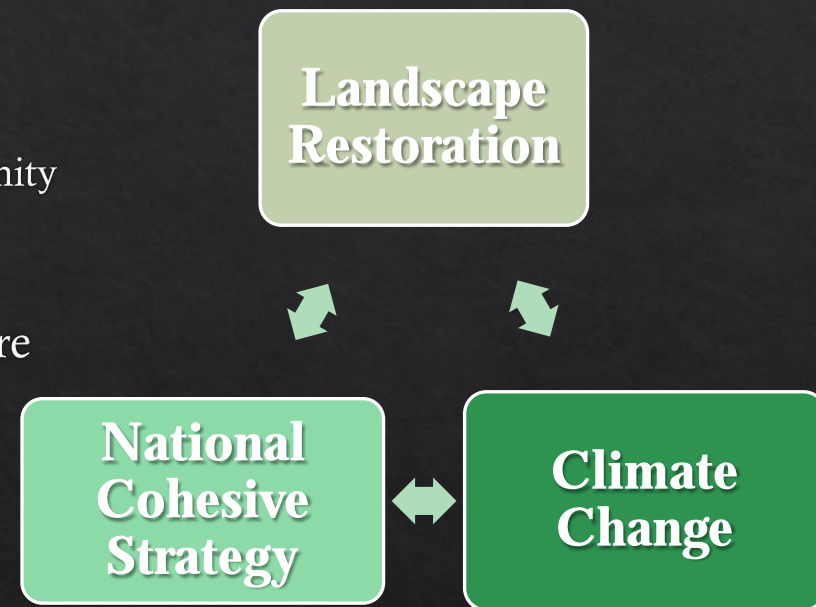 Landscape
Restoration
National
Cohesive
Strategy
Climate
Change